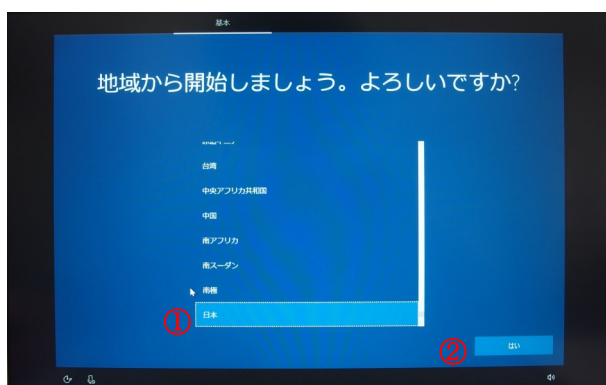 基本
地域から開始しましょう。よろしいですか?
台湾
中央アフリカ共和国
中国
南アフリカ
南スーダン
南極
① 日本
② はい